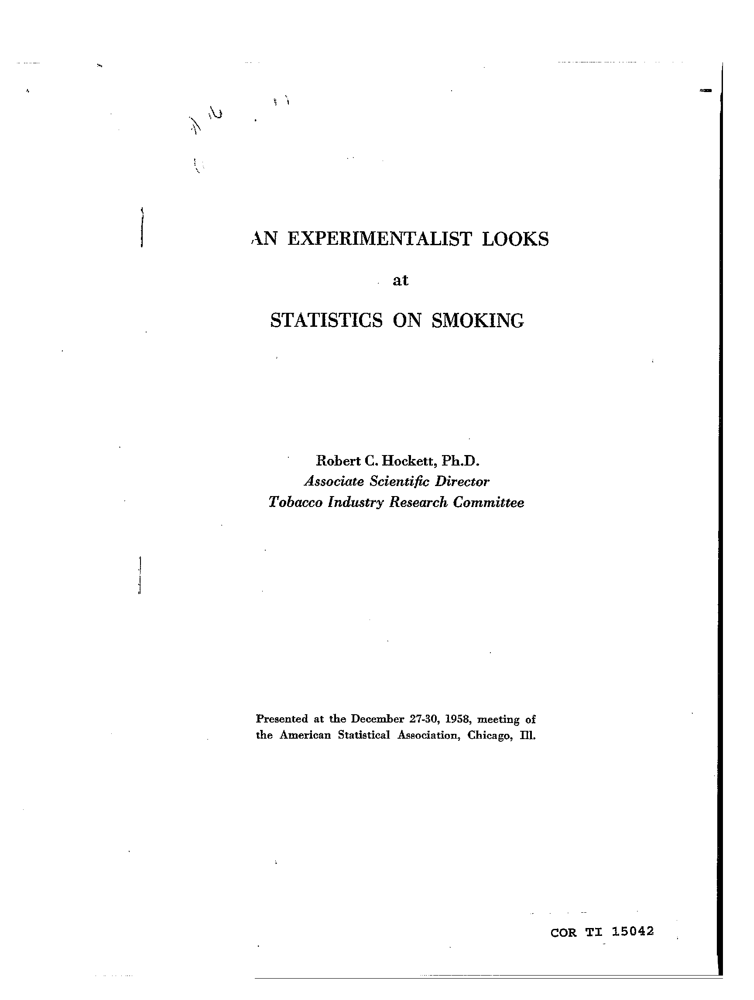 AN EXPERIMENTALIST LOOKS
at
STATISTICS ON SMOKING
Robert C. Hockett, Ph.D.
Associate Scientific Director
Tobacco Industry Research Committee
Presented at the December 27-30, 1958, meeting of
the American Statistical Association, Chicago, Ill.
COR TI 15042